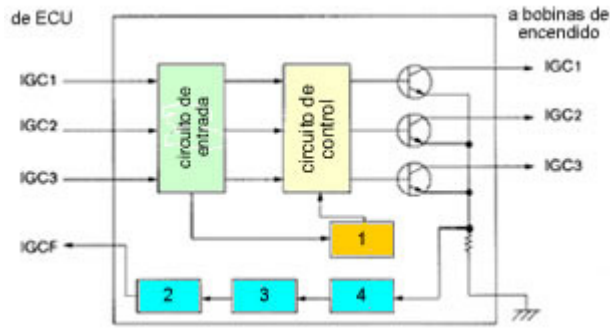 de ECU
a bobinas de
encendido
IGC1
IGC2
IGC3
IGCF
circuito de
entrada
circuito de
control
IGC1
IGC2
IGC3
1
2
3
4